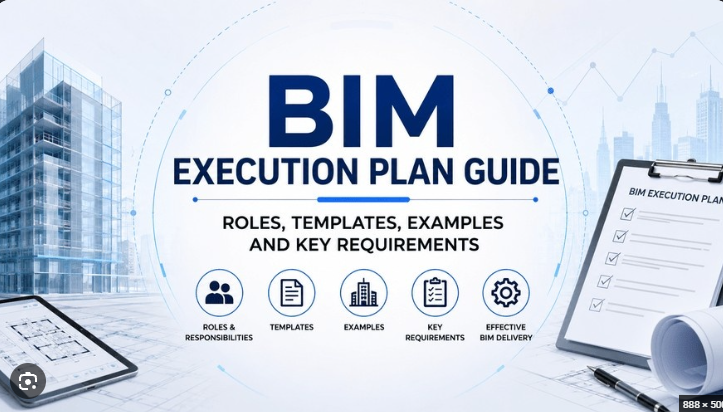 BIM
EXECUTION PLAN GUIDE
ROLES, TEMPLATES, EXAMPLES
AND KEY REQUIREMENTS
ROLES &
RESPONSIBILITIES
TEMPLATES
EXAMPLES
KEY
REQUIREMENTS
EFFECTIVE
BIM DELIVERY
BIM EXECUTION PLAN
888 × 50